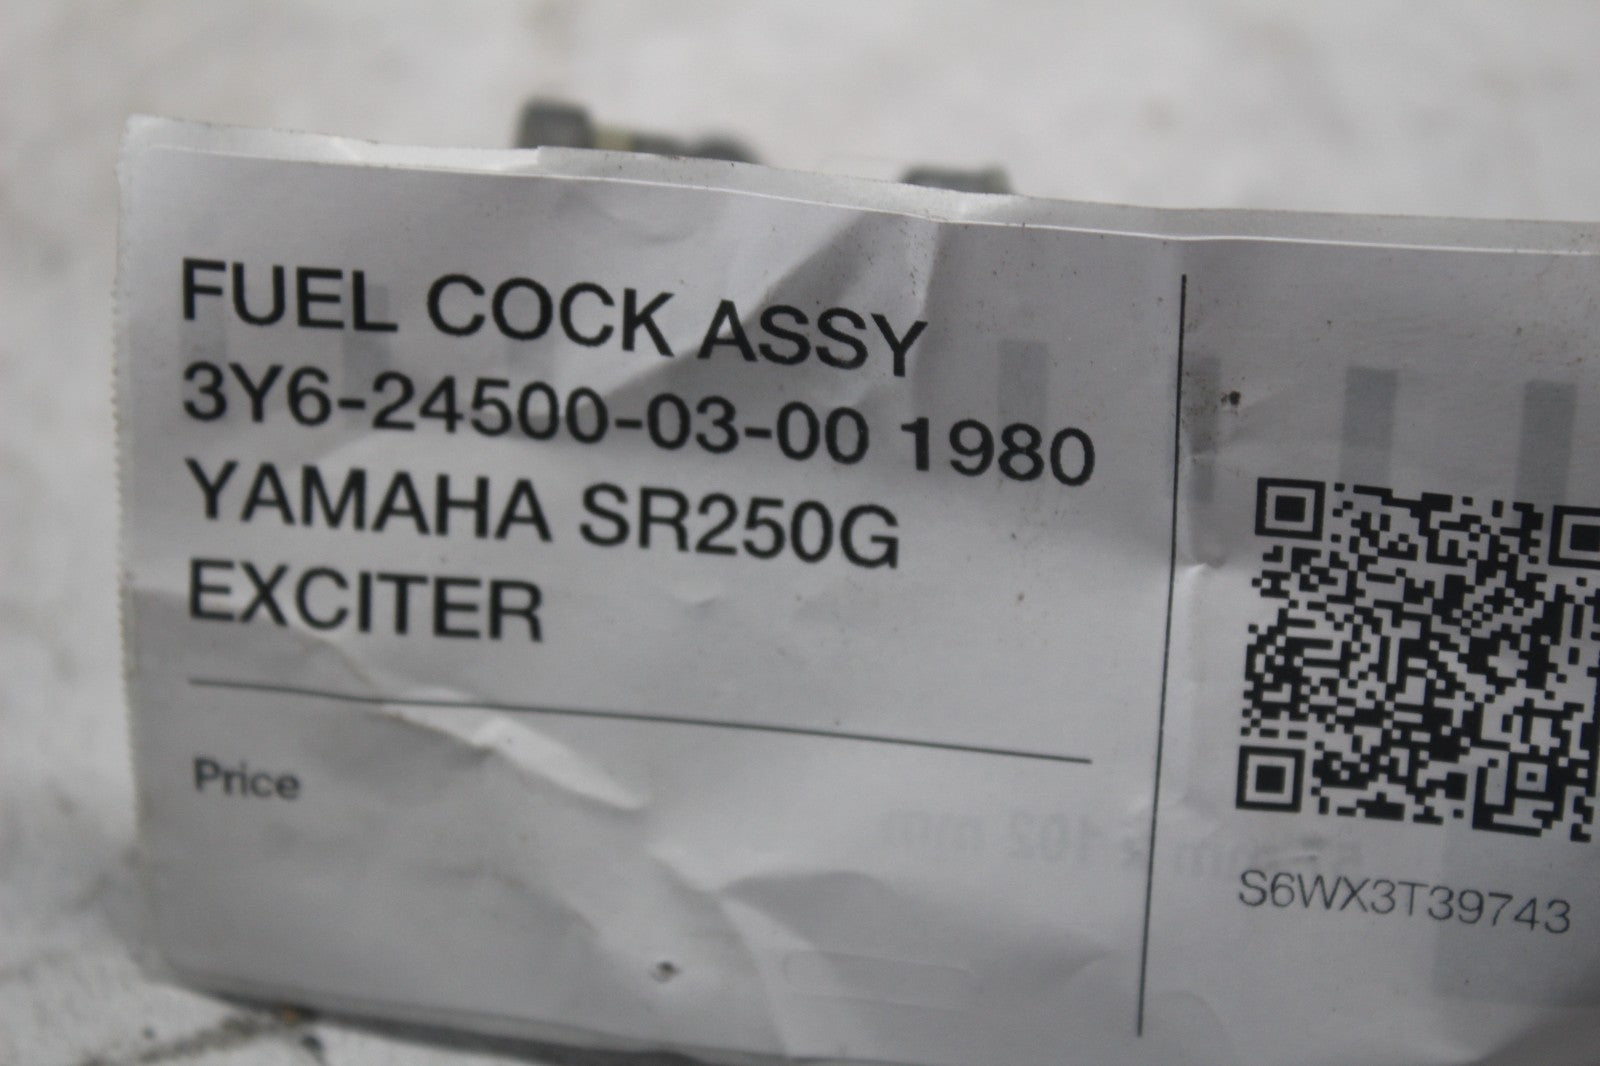 FUEL COCK ASSY
3Y6-24500-03-00 1980
YAMAHA SR250G
EXCITER
Price
S6WX3T39743